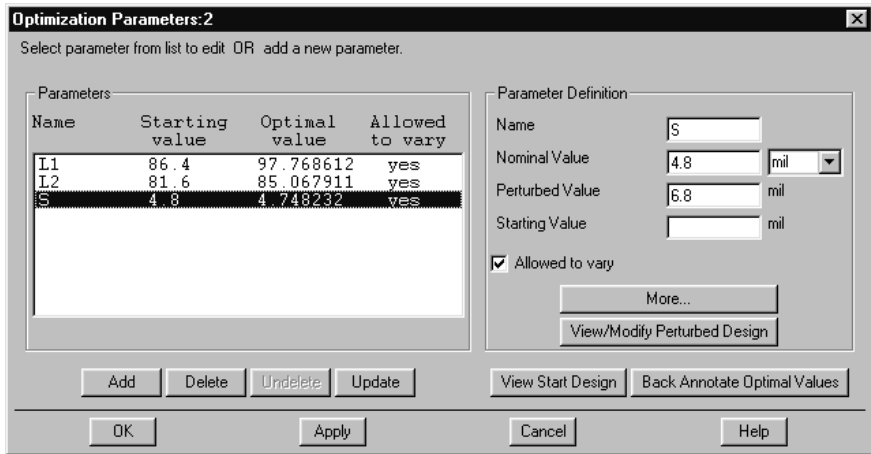 Optimization Parameters:2
Select parameter from list to edit OR add a new parameter.
Parameters
Name Starting value Optimal value Allowed to vary
L1 86.4 97.768612 yes
L2 81.6 85.067911 yes
S 4.8 4.748232 yes
Parameter Definition
Name S
Nominal Value 4.8 mil
Perturbed Value 6.8 mil
Starting Value mil
Allowed to vary
More...
View/Modify Perturbed Design
Add Delete Undelete Update View Start Design Back Annotate Optimal Values
OK Apply Cancel Help